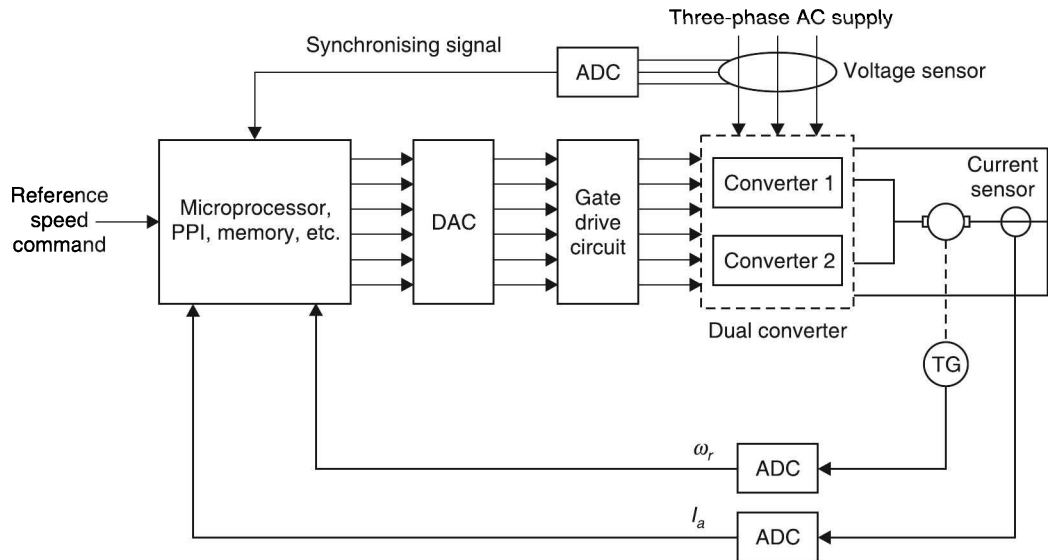 Three-phase AC supply
Synchronising signal
ADC
Voltage sensor
Reference
speed
command
Microprocessor,
PPI, memory, etc.
DAC
Gate
drive
circuit
Converter 1
Converter 2
Dual converter
Current
sensor
TG
ωr
ADC
Ia
ADC